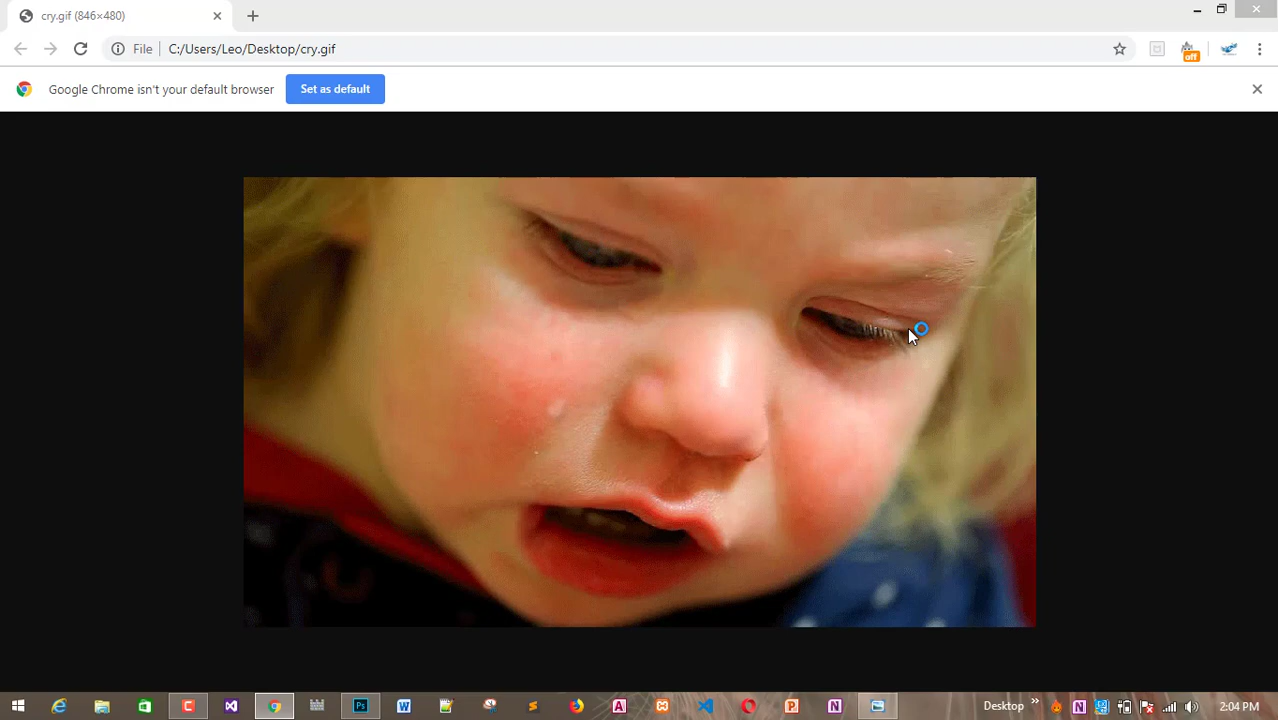 cry.gif (846×480)
File
C:/Users/Leo/Desktop/cry.gif
off
Google Chrome isn't your default browser
Set as default
Desktop
2:04 PM